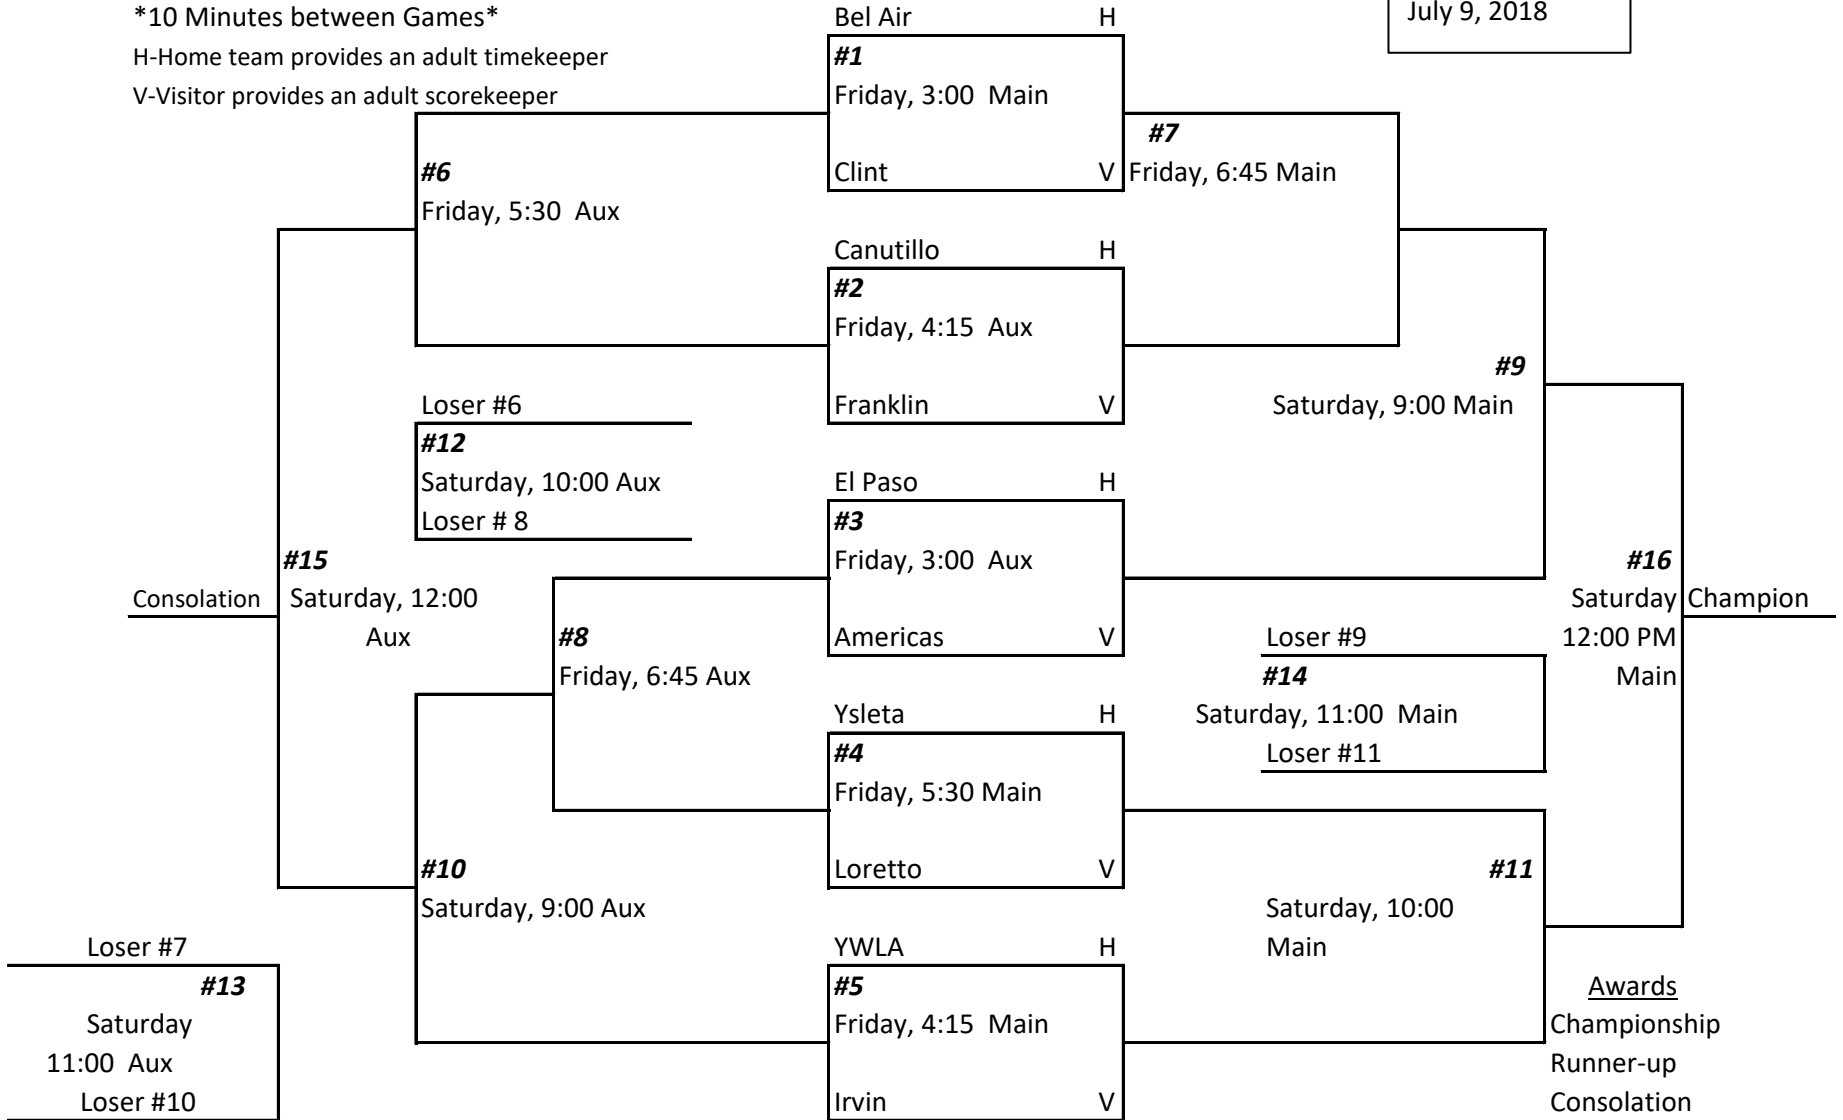 *10 Minutes between Games*
H-Home team provides an adult timekeeper
V-Visitor provides an adult scorekeeper
July 9, 2018
Bel Air H
#1
Friday, 3:00 Main
Clint V
#7
Friday, 6:45 Main
#6
Friday, 5:30 Aux
Canutillo H
#2
Friday, 4:15 Aux
Franklin V
#9
Saturday, 9:00 Main
Loser #6
#12
Saturday, 10:00 Aux
Loser # 8
El Paso H
#3
Friday, 3:00 Aux
Americas V
#15
Saturday, 12:00
Aux
Consolation
#8
Friday, 6:45 Aux
#16
Saturday
12:00 PM
Main
Champion
Loser #9
#14
Saturday, 11:00 Main
Loser #11
Ysleta H
#4
Friday, 5:30 Main
Loretto V
#10
Saturday, 9:00 Aux
#11
Saturday, 10:00
Main
Loser #7
#13
Saturday
11:00 Aux
Loser #10
YWLA H
#5
Friday, 4:15 Main
Irvin V
Awards
Championship
Runner-up
Consolation